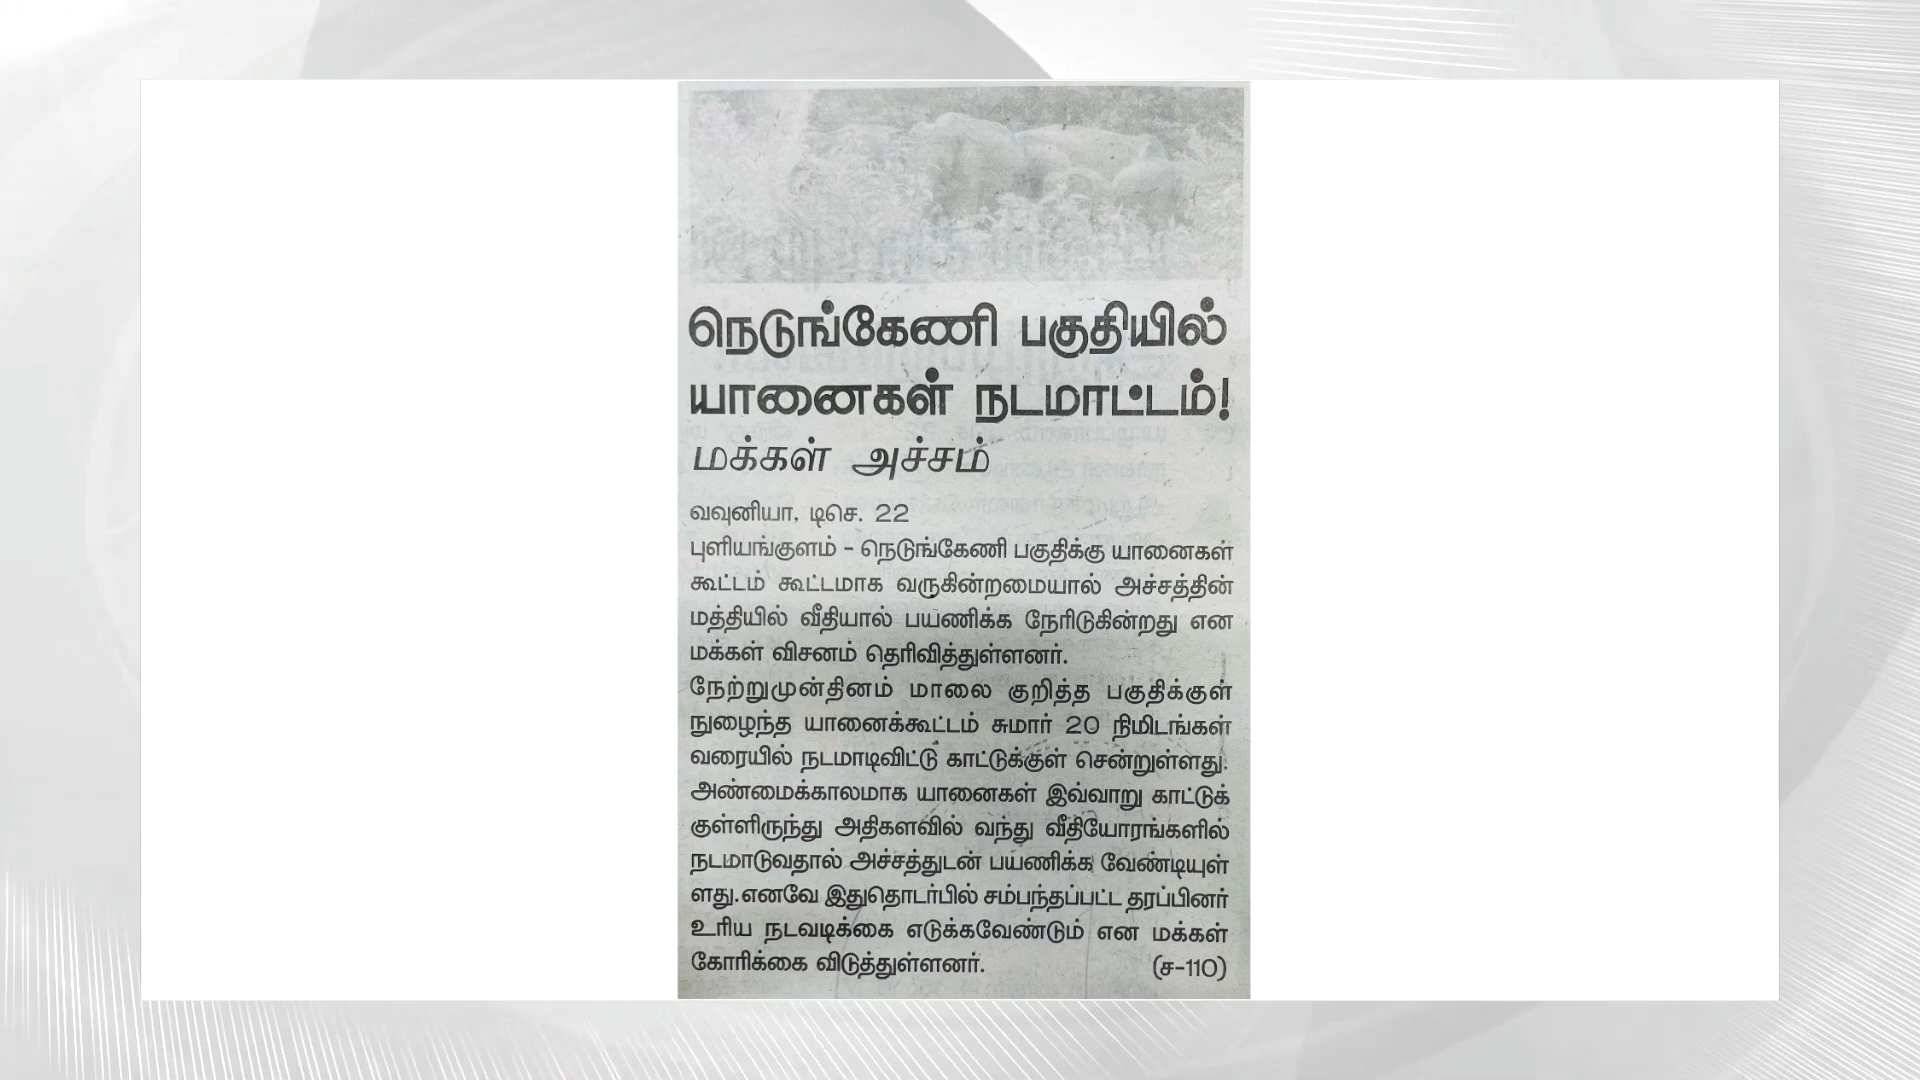 நெடுங்கேணி பகுதியில்
யானைகள் நடமாட்டம்!
மக்கள் அச்சம்
வவுனியா, டிசெ. 22
புளியங்குளம் - நெடுங்கேணி பகுதிக்கு யானைகள்
கூட்டம் கூட்டமாக வருகின்றமையால் அச்சத்தின்
மத்தியில் வீதியால் பயணிக்க நேரிடுகின்றது என
மக்கள் விசனம் தெரிவித்துள்ளனர்.
நேற்றுமுன்தினம் மாலை குறித்த பகுதிக்குள்
நுழைந்த யானைக்கூட்டம் சுமார் 20 நிமிடங்கள்
வரையில் நடமாடிவிட்டு காட்டுக்குள் சென்றுள்ளது.
அண்மைக்காலமாக யானைகள் இவ்வாறு காட்டுக்
குள்ளிருந்து அதிகளவில் வந்து வீதியோரங்களில்
நடமாடுவதால் அச்சத்துடன் பயணிக்க வேண்டியுள்
ளது.எனவே இதுதொடர்பில் சம்பந்தப்பட்ட தரப்பினர்
உரிய நடவடிக்கை எடுக்கவேண்டும் என மக்கள்
கோரிக்கை விடுத்துள்ளனர். (ச-110)